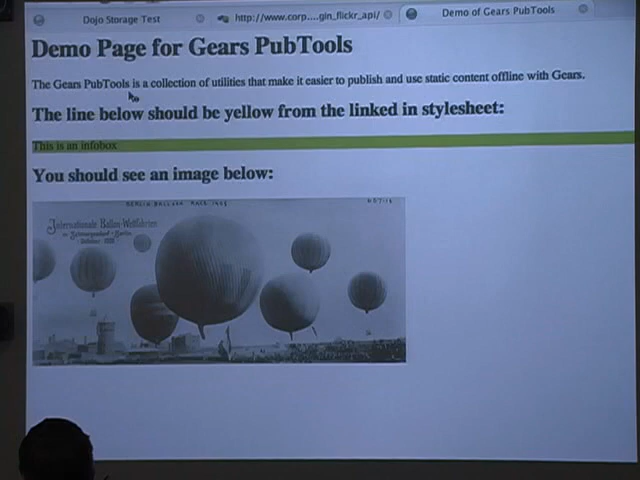 Dojo Storage Test
http://www.corp....gin_flickr_api/
Demo of Gears PubTools
Demo Page for Gears PubTools
The Gears PubTools is a collection of utilities that make it easier to publish and use static content offline with Gears.
The line below should be yellow from the linked in stylesheet:
This is an infobox
You should see an image below:
BERLIN BALLOON RACE
Internationale Ballon-Wettfahrten